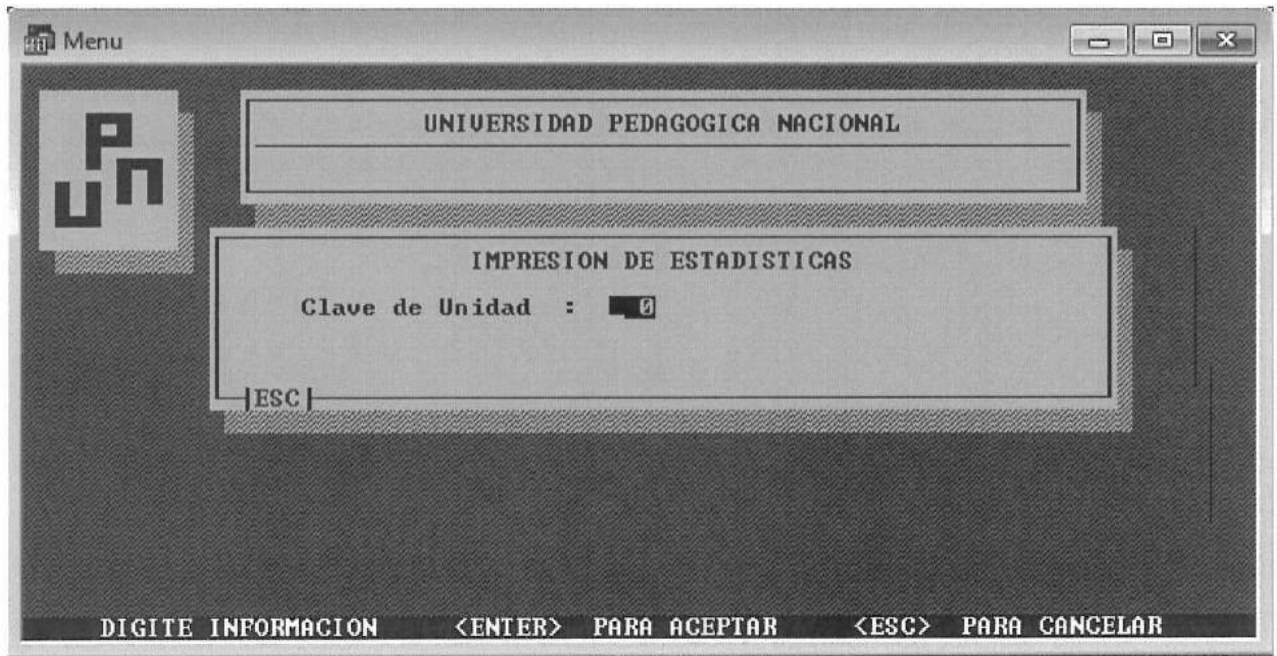 Menu
UPN
UNIVERSIDAD PEDAGOGICA NACIONAL
IMPRESION DE ESTADISTICAS
Clave de Unidad : 0
ESC
DIGITE INFORMACION <ENTER> PARA ACEPTAR <ESC> PARA CANCELAR